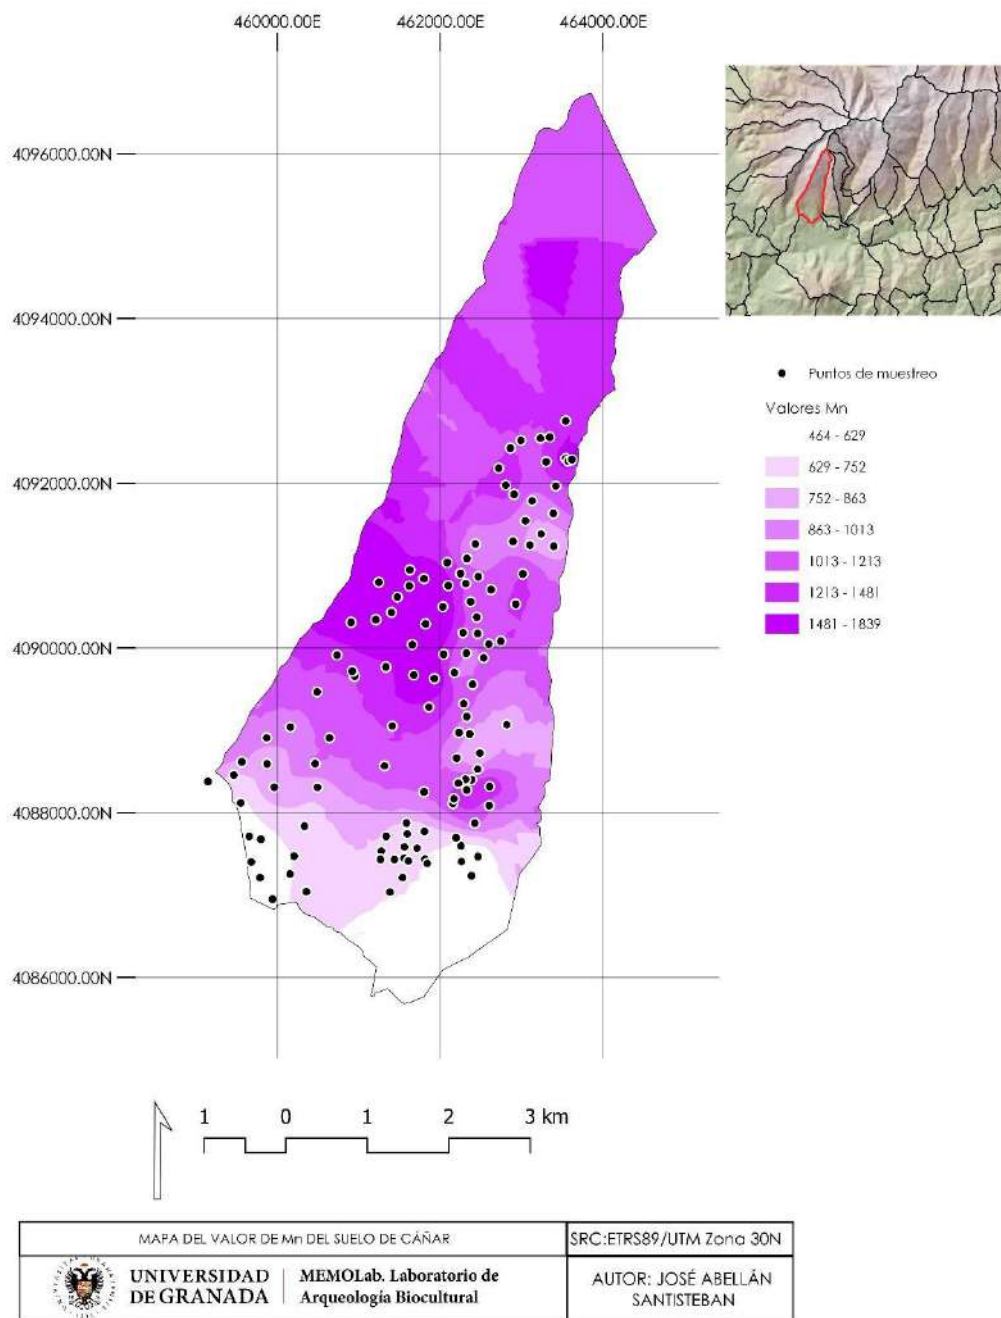 460000.00E 462000.00E 464000.00E
4096000.00N
4094000.00N
4092000.00N
4090000.00N
4088000.00N
4086000.00N
Puntos de muestreo
Valores Mn
464 - 629
629 - 752
752 - 863
863 - 1013
1013 - 1213
1213 - 1481
1481 - 1839
1 0 1 2 3 km
MAPA DEL VALOR DE Mn DEL SUELO DE CÁÑAR
SRC:ETRS89/UTM Zona 30N
UNIVERSIDAD
DE GRANADA
MEMOLab. Laboratorio de
Arqueología Biocultural
AUTOR: JOSÉ ABELLÁN
SANTISTEBAN